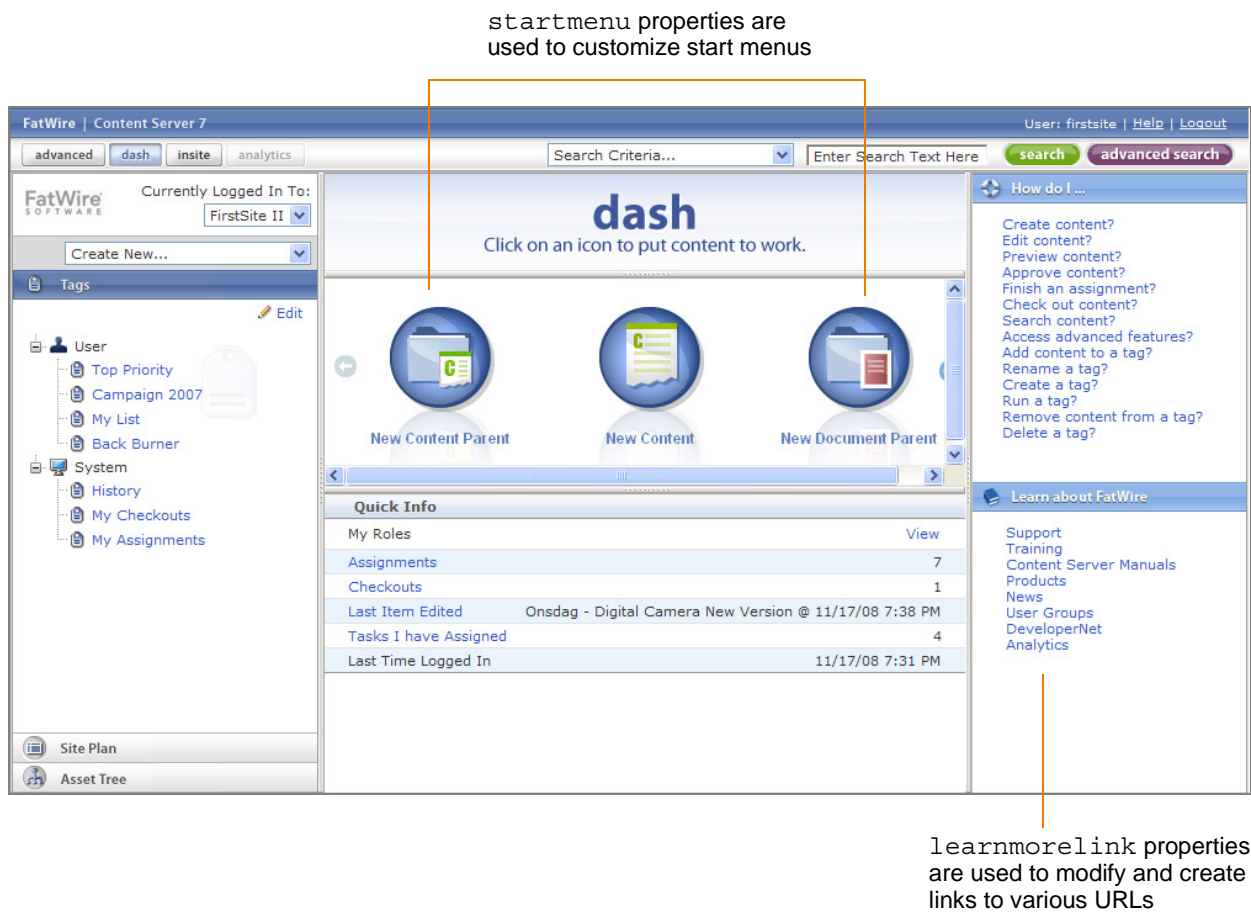 startmenu properties are
used to customize start menus
FatWire | Content Server 7
User: firstsite | Help | Logout
advanced dash insite analytics
Search Criteria... Enter Search Text Here search advanced search
FatWire SOFTWARE
Currently Logged In To:
FirstSite II
Create New...
Tags
Edit
User
Top Priority
Campaign 2007
My List
Back Burner
System
History
My Checkouts
My Assignments
Site Plan
Asset Tree
dash
Click on an icon to put content to work.
New Content Parent New Content New Document Parent
Quick Info
My Roles View
Assignments 7
Checkouts 1
Last Item Edited Onsdag - Digital Camera New Version @ 11/17/08 7:38 PM
Tasks I have Assigned 4
Last Time Logged In 11/17/08 7:31 PM
How do I ...
Create content?
Edit content?
Preview content?
Approve content?
Finish an assignment?
Check out content?
Search content?
Access advanced features?
Add content to a tag?
Rename a tag?
Create a tag?
Run a tag?
Remove content from a tag?
Delete a tag?
Learn about FatWire
Support
Training
Content Server Manuals
Products
News
User Groups
DeveloperNet
Analytics
learnmorelink properties
are used to modify and create
links to various URLs